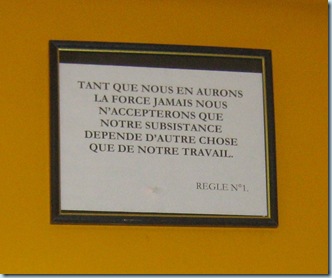 TANT QUE NOUS EN AURONS
LA FORCE JAMAIS NOUS
N'ACCEPTERONS QUE
NOTRE SUBSISTANCE
DEPENDE D'AUTRE CHOSE
QUE DE NOTRE TRAVAIL.
REGLE N°1.